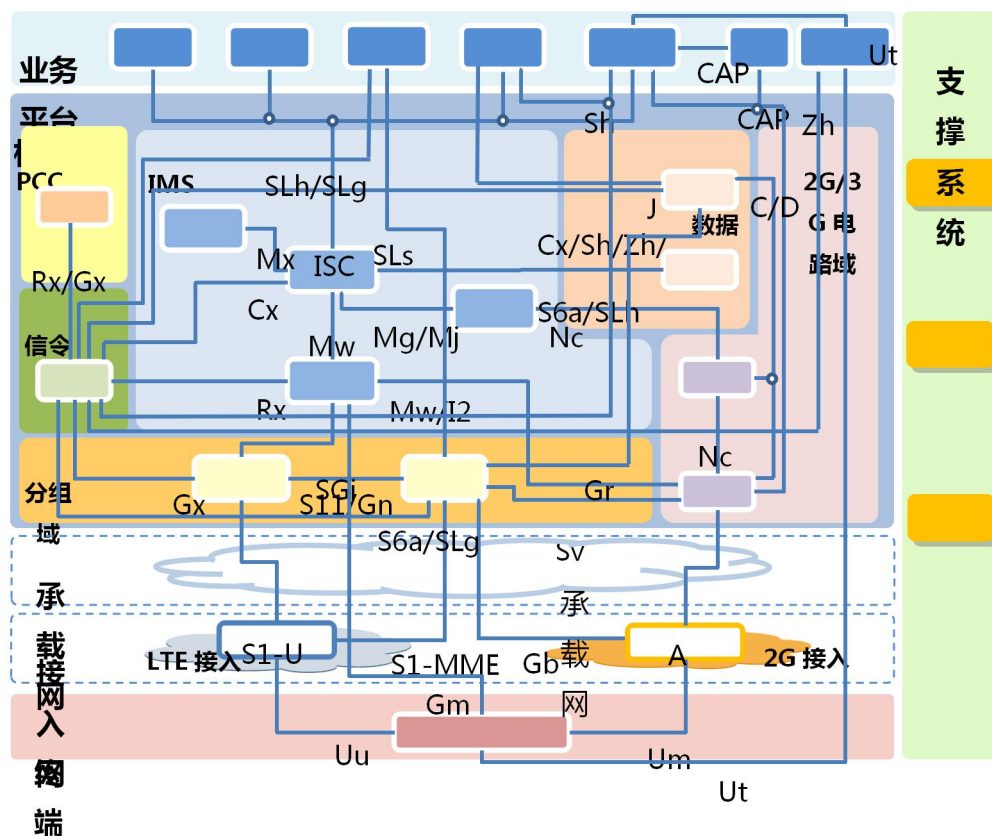 业务
平台
Ut
CAP
CAP
Sh
Zh
支
撑
系
统
PCC
IMS
SLh/SLg
J
C/D
2G/3
G 电
路域
数据
Cx/Sh/Zh/
Mx
ISC
SLs
Rx/Gx
Cx
S6a/SLh
信令
Mw
Mg/Mj
Nc
Rx
Mw/I2
Nc
分组
域
Gx
SGi
S11/Gn
Gr
S6a/SLg
Sv
承
载
网
承
载
网
接
入
LTE 接入
S1-U
S1-MME
Gb
A
2G 接入
Gm
终
端
Uu
Um
Ut